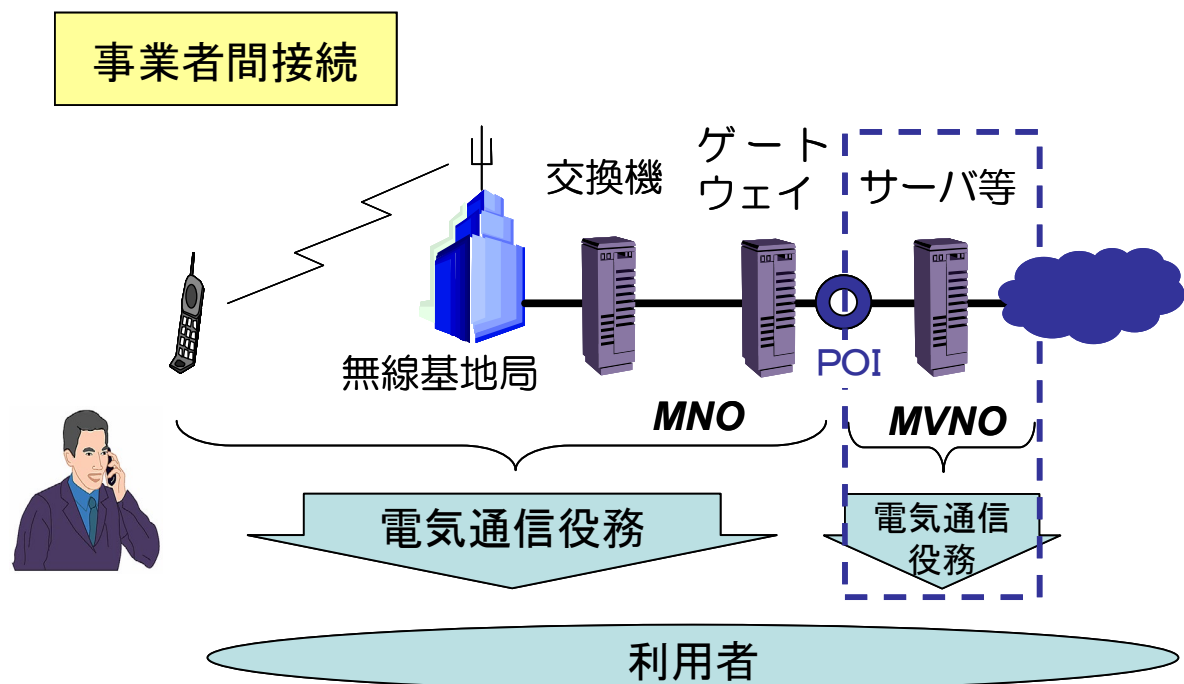 事業者間接続
ゲート
ウェイ
交換機
サーバ等
無線基地局
POI
MNO
MVNO
電気通信役務
電気通信
役務
利用者